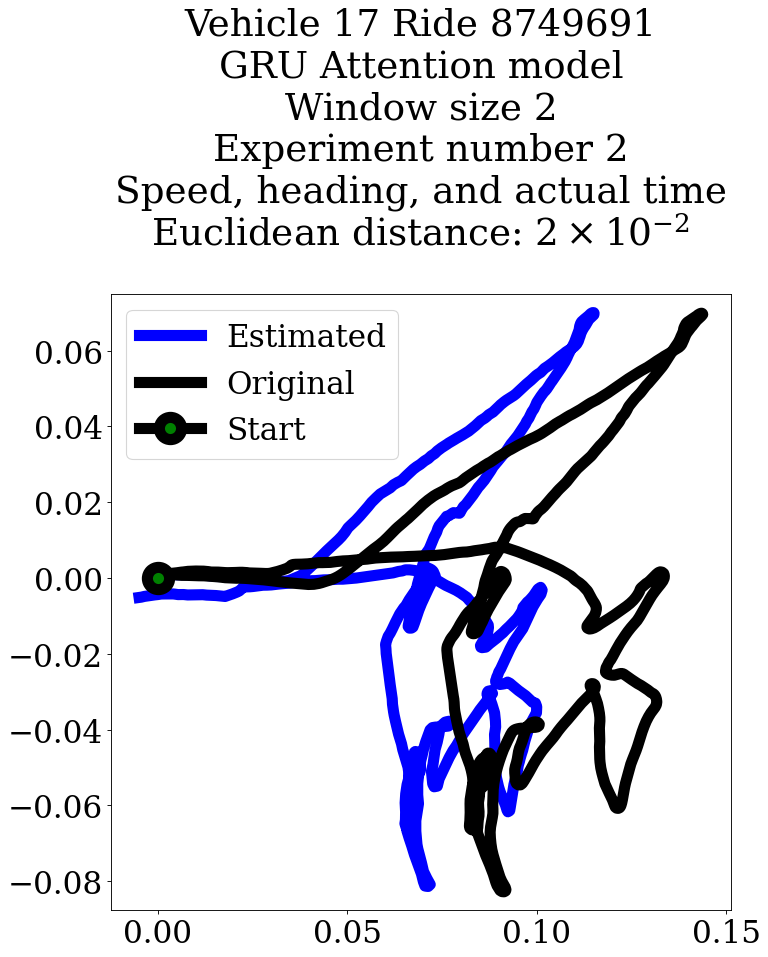 Vehicle 17 Ride 8749691
GRU Attention model
Window size 2
Experiment number 2
Speed, heading, and actual time
Euclidean distance: 2 × 10⁻²
Estimated
Original
Start
0.06
0.04
0.02
0.00
−0.02
−0.04
−0.06
−0.08
0.00 0.05 0.10 0.15